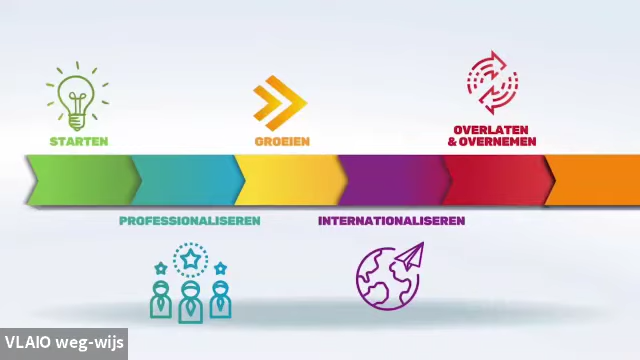 STARTEN
GROEIEN
OVERLATEN
& OVERNEMEN
PROFESSIONALISEREN
INTERNATIONALISEREN
VLAIO weg-wijs